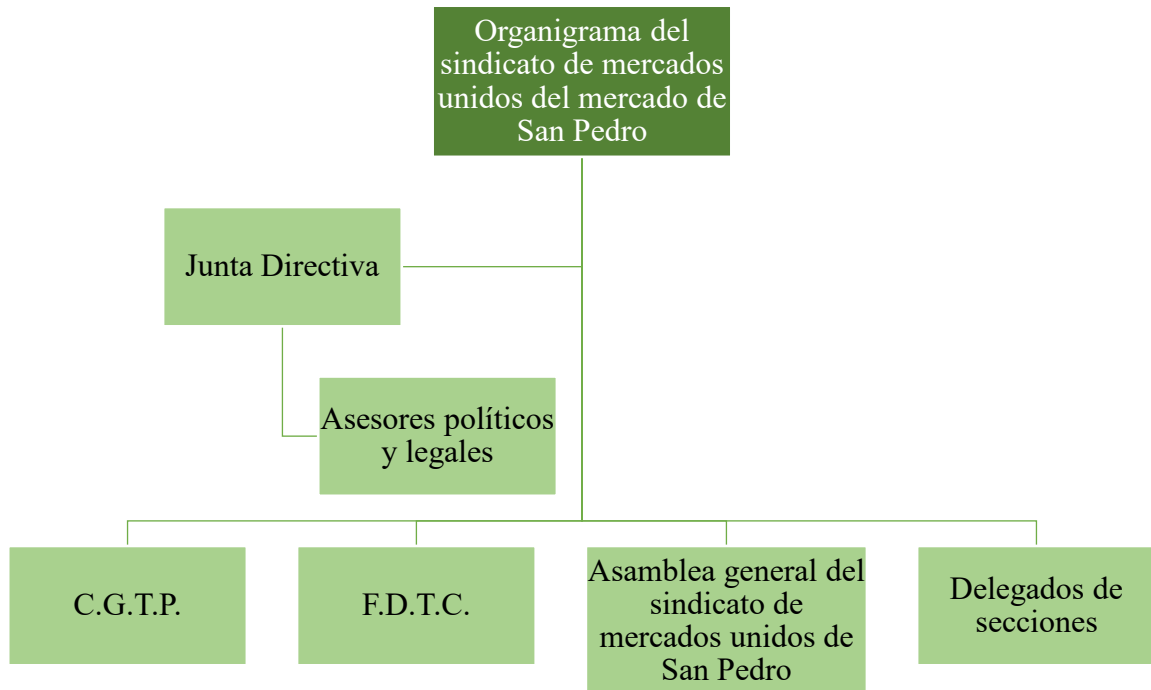 Organigrama del
sindicato de mercados
unidos del mercado de
San Pedro
Junta Directiva
Asesores políticos
y legales
C.G.T.P.
F.D.T.C.
Asamblea general del
sindicato de
mercados unidos de
San Pedro
Delegados de
secciones